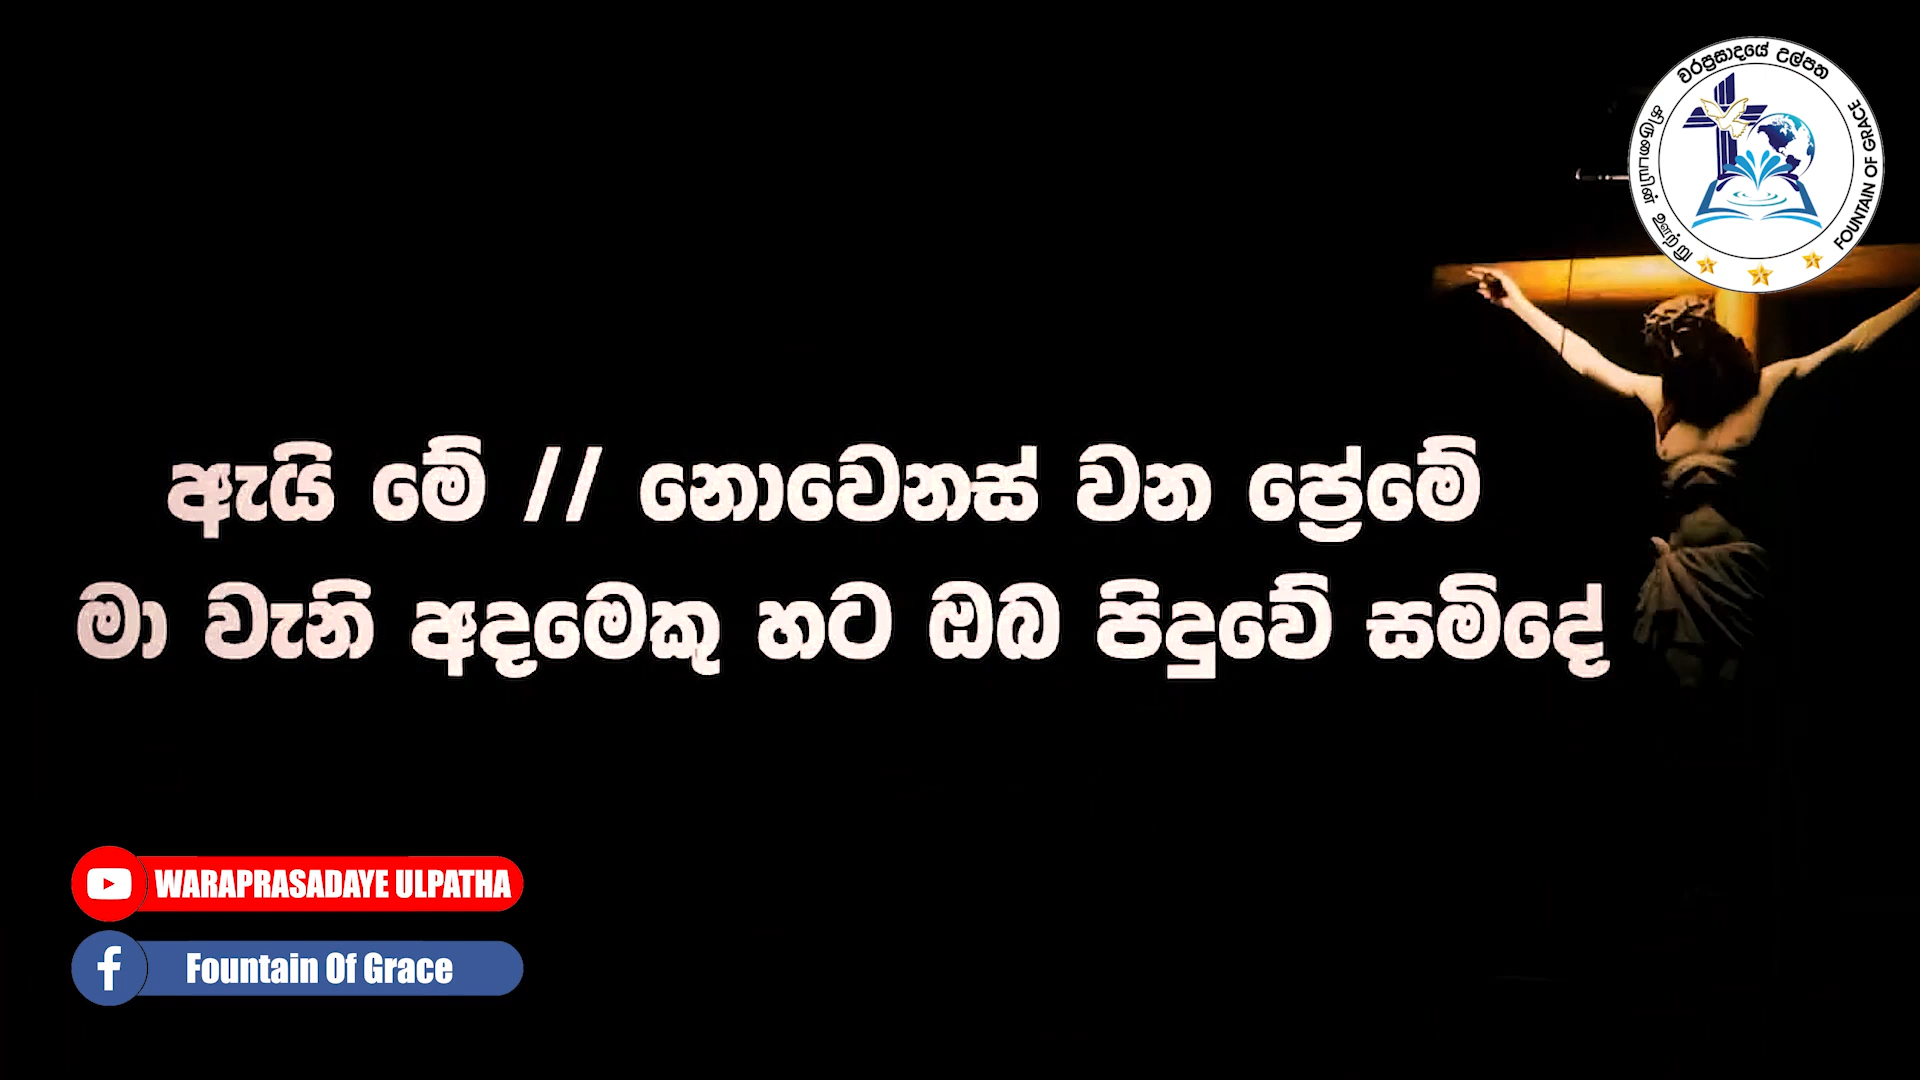 වරප්‍රසාදයේ උල්පත
கிருபையின் ஊற்று
FOUNTAIN OF GRACE
ඇයි මේ // නොවෙනස් වන ප්‍රේමේ
මා වැනි අදමෙකු හට ඔබ පිදුවේ සමිදේ
WARAPRASADAYE ULPATHA
Fountain Of Grace